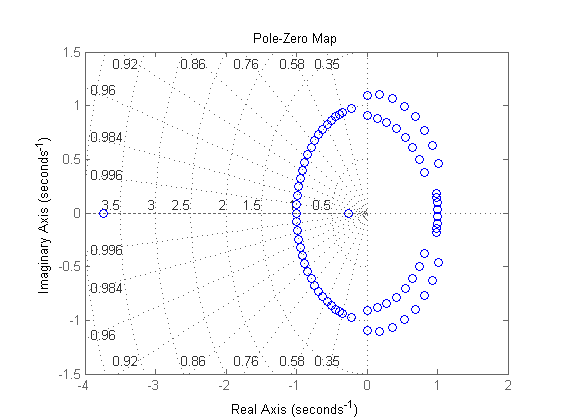 Pole-Zero Map
1.5
0.92 0.86 0.76 0.58 0.35
0.96
1
0.984
0.5
0.996
0 3.5 3 2.5 2 1.5 1 0.5
0.996
-0.5
0.984
-1
0.96
0.92 0.86 0.76 0.58 0.35
-1.5
-4 -3 -2 -1 0 1 2
Imaginary Axis (seconds⁻¹)
Real Axis (seconds⁻¹)